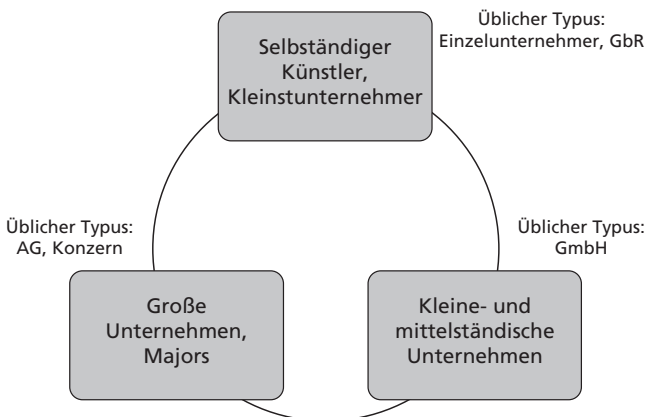 Üblicher Typus:
Einzelunternehmer, GbR
Selbständiger
Künstler,
Kleinstunternehmer
Üblicher Typus:
AG, Konzern
Üblicher Typus:
GmbH
Große
Unternehmen,
Majors
Kleine- und
mittelständische
Unternehmen